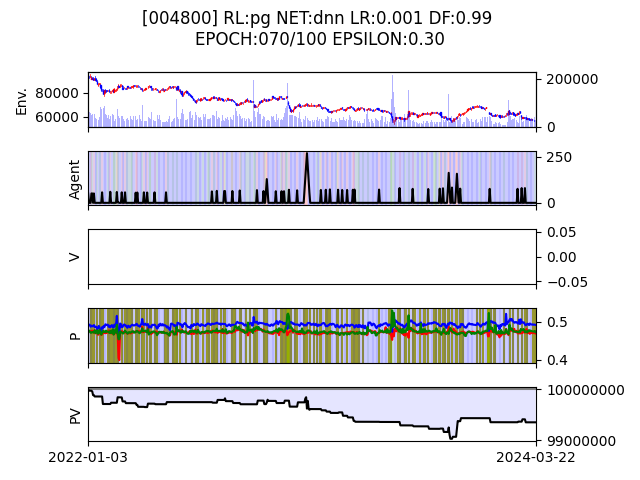 [004800] RL:pg NET:dnn LR:0.001 DF:0.99
EPOCH:070/100 EPSILON:0.30
Env.
80000
60000
200000
0
Agent
250
0
V
0.05
0.00
−0.05
P
0.5
0.4
PV
100000000
99000000
2022-01-03
2024-03-22